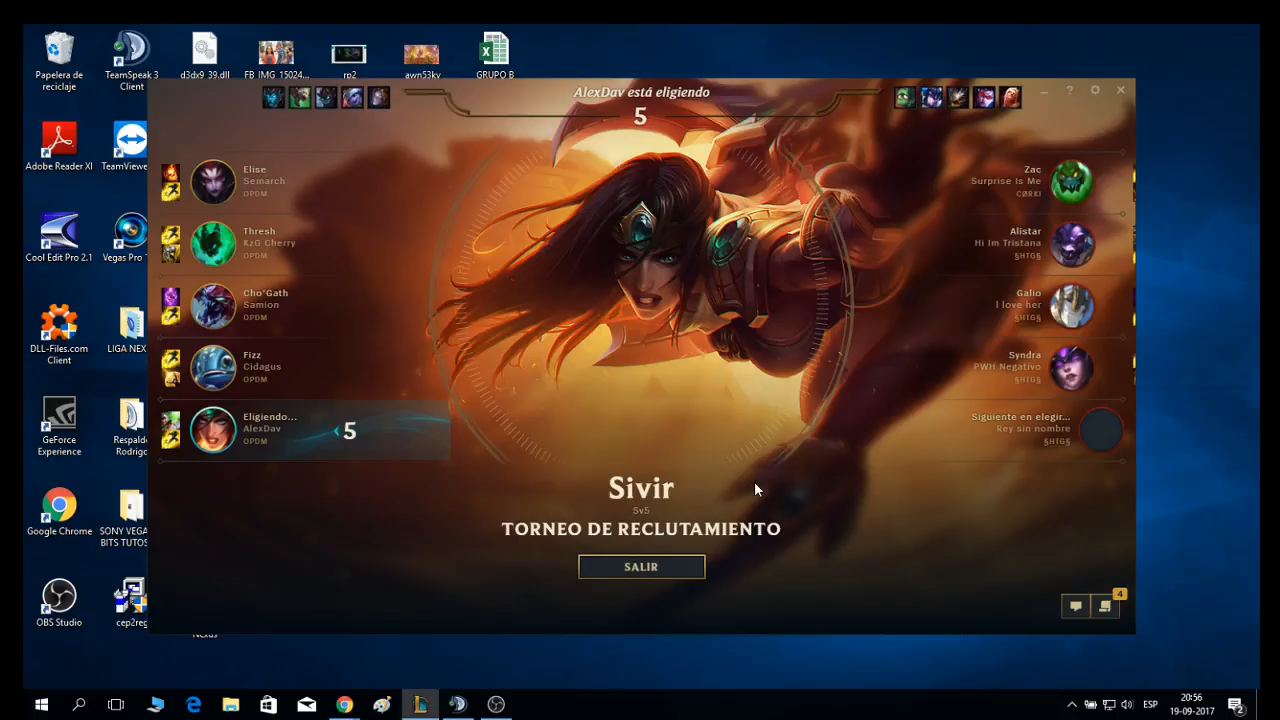 Papelera de
reciclaje
TeamSpeak 3
Client
d3dx9_39.dll
FB_IMG_15024...
rp2
awn53ky
GRUPO B
Adobe Reader XI
TeamViewe
Cool Edit Pro 2.1
Vegas Pro
DLL-Files.com
Client
LIGA NEX
GeForce
Experience
Respald
Rodrig
Google Chrome
SONY VEGA
BITS TUTOS
OBS Studio
cep2reg
Nexus
AlexDav está eligiendo
5
Elise
Semarch
OPDM
Thresh
KzG Cherry
OPDM
Cho'Gath
Samion
OPDM
Fizz
Cidagus
OPDM
Eligiendo...
AlexDav
OPDM
5
Zac
Surprise Is Me
CØRKI
Alistar
Hi Im Tristana
§HTG§
Galio
I love her
§HTG§
Syndra
PWH Negativo
§HTG§
Siguiente en elegir...
Rey sin nombre
§HTG§
Sivir
5v5
TORNEO DE RECLUTAMIENTO
SALIR
4
ESP
20:56
19-09-2017
2